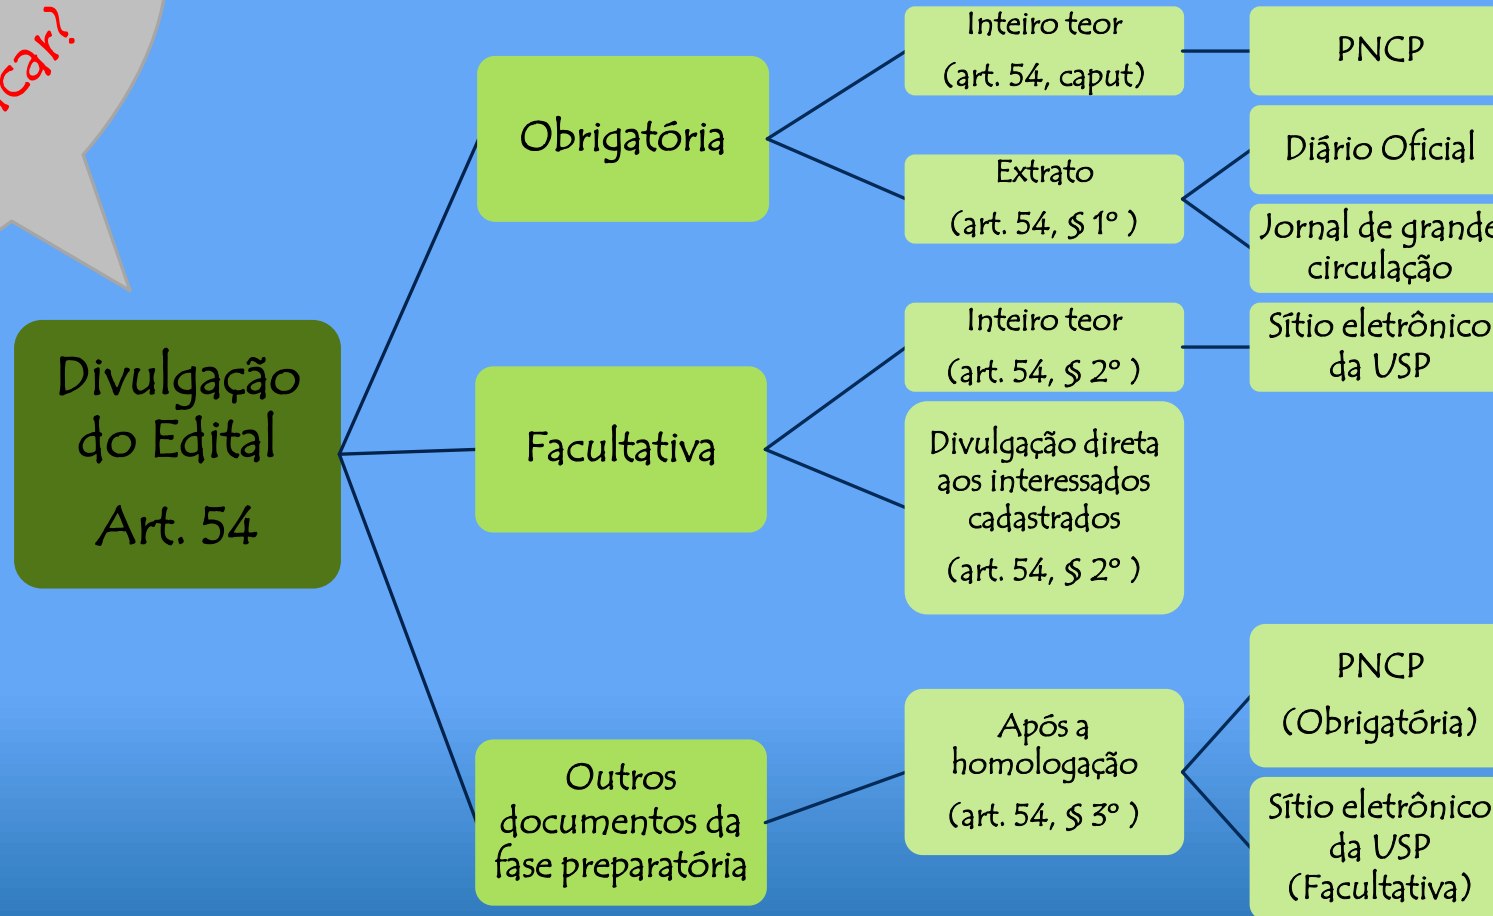 Divulgação
do Edital
Art. 54
Obrigatória
Inteiro teor
(art. 54, caput)
PNCP
Extrato
(art. 54, § 1º )
Diário Oficial
Jornal de grande
circulação
Facultativa
Inteiro teor
(art. 54, § 2º )
Sítio eletrônico
da USP
Divulgação direta
aos interessados
cadastrados
(art. 54, § 2º )
Outros
documentos da
fase preparatória
Após a
homologação
(art. 54, § 3º )
PNCP
(Obrigatória)
Sítio eletrônico
da USP
(Facultativa)